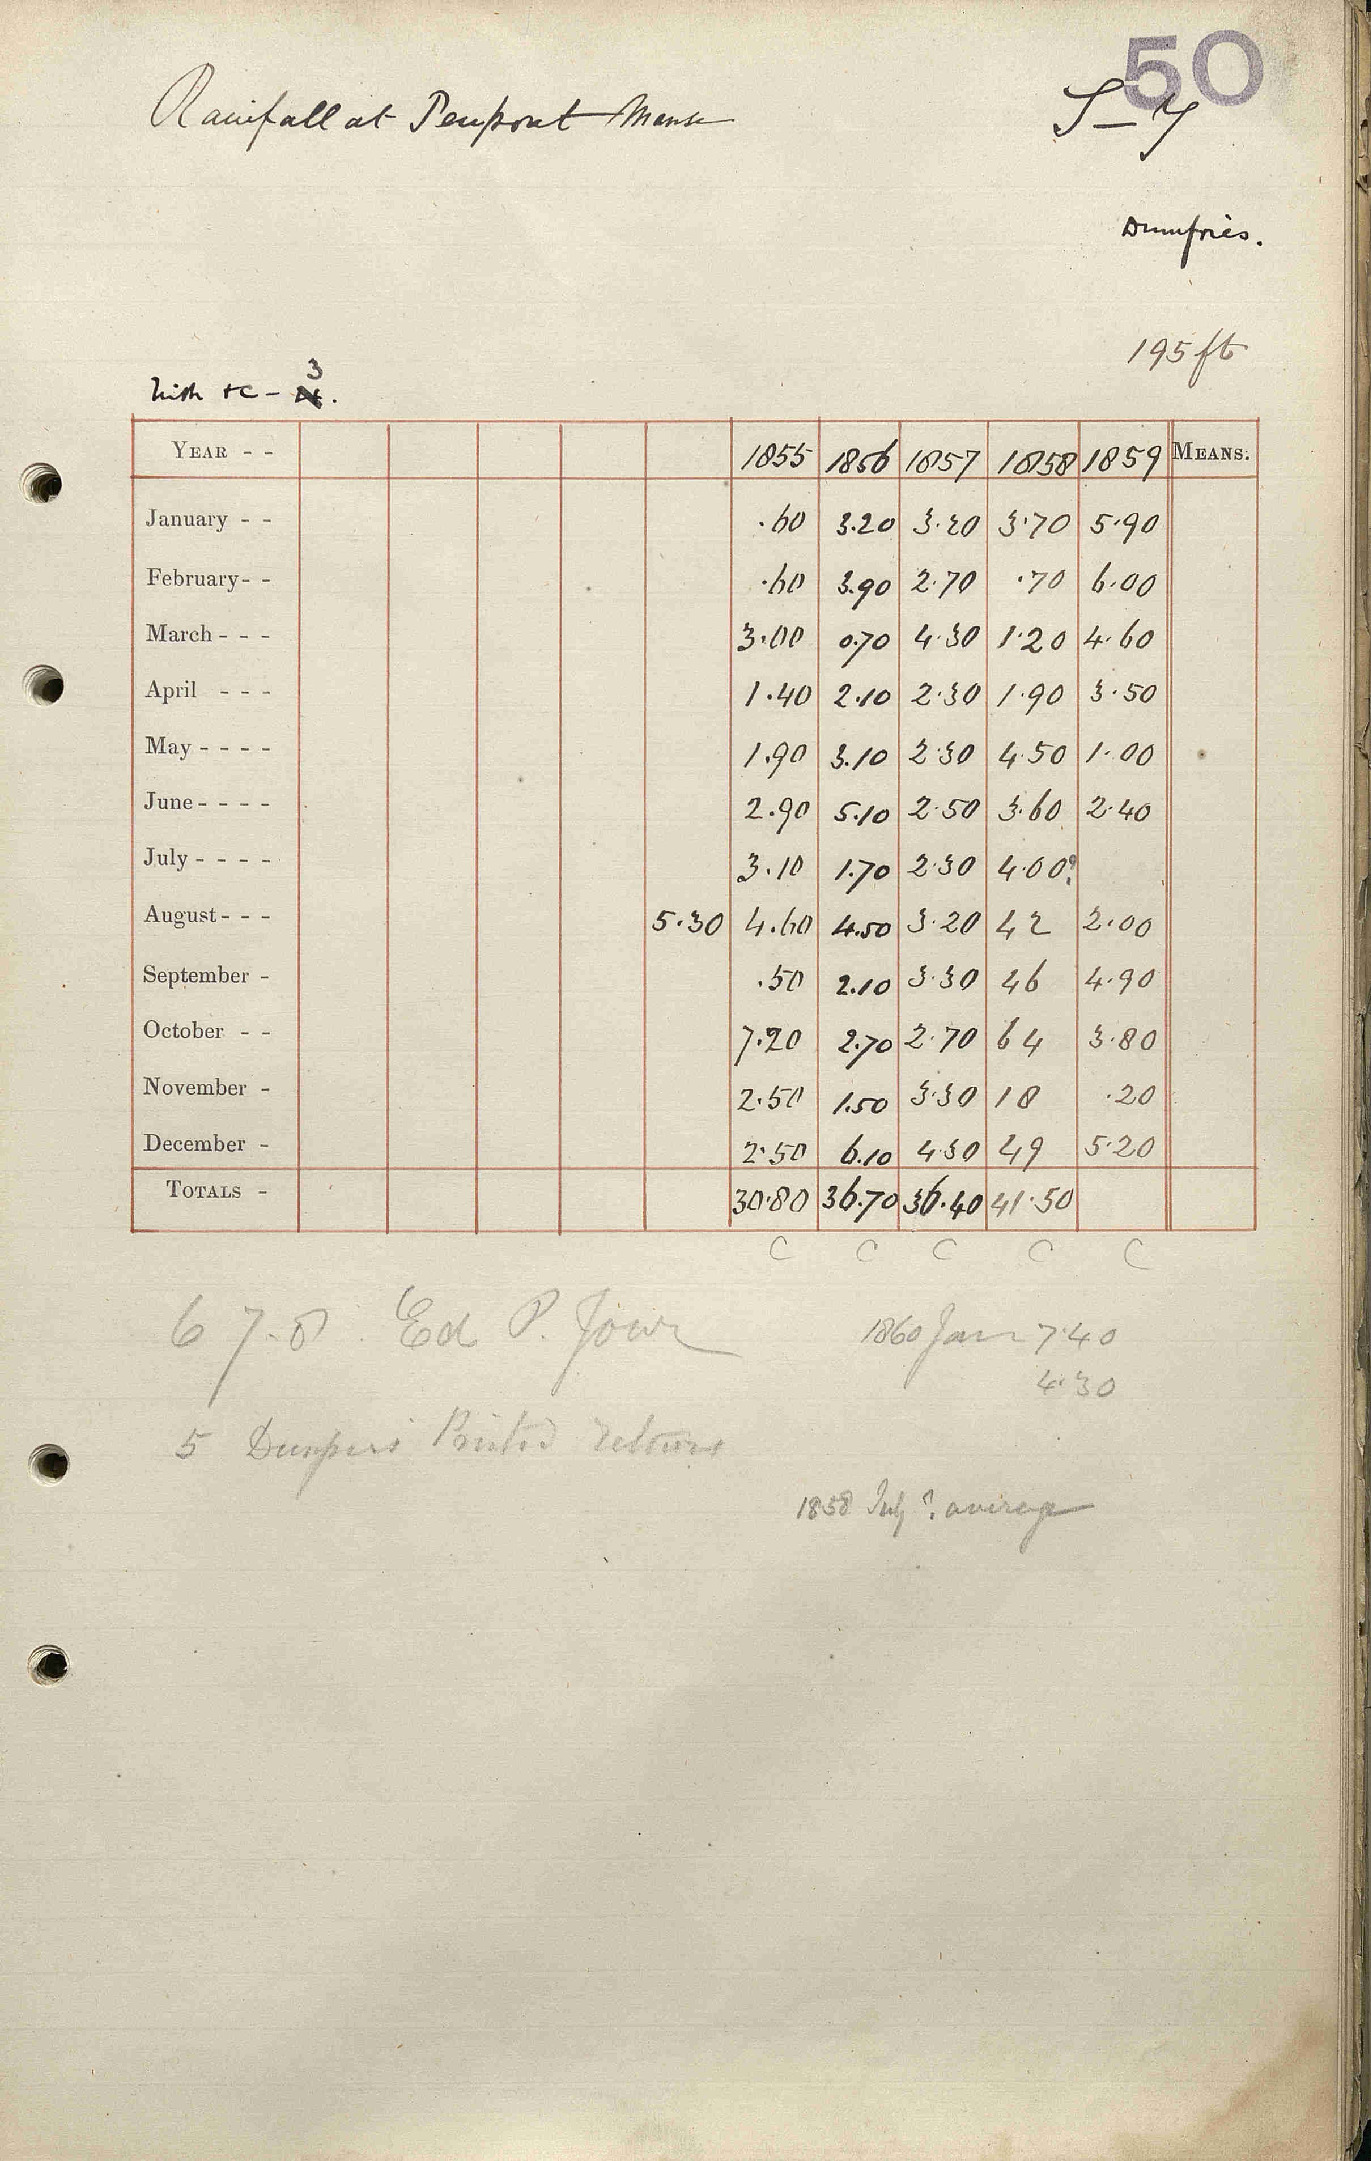 50
Rainfall at Penpont Manse S-y
Dumfries.
195 ft
3
Nith &c -
YEAR - - 1855 1856 1857 1858 1859 MEANS.
January - - .60 3.20 3.20 3.70 5.90
February - - .60 3.90 2.70 .70 6.00
March - - - 3.00 0.70 4.30 1.20 4.60
April - - - 1.40 2.10 2.30 1.90 3.50
May - - - - 1.90 3.10 2.30 4.50 1.00
June - - - - 2.90 5.10 2.50 3.60 2.40
July - - - - 3.10 1.70 2.30 4.00?
August - - - 5.30 4.60 4.50 3.20 42 2.00
September - .50 2.10 3.30 46 4.90
October - - 7.20 2.70 2.70 64 3.80
November - 2.50 1.50 3.30 18 .20
December - 2.50 6.10 4.30 49 5.20
TOTALS - 30.80 36.70 36.40 41.50
C C C C C
6 7-8 Ed P. Jour 1860 Jan 7.40
4.30
5 Printed returns
1858 July ? average